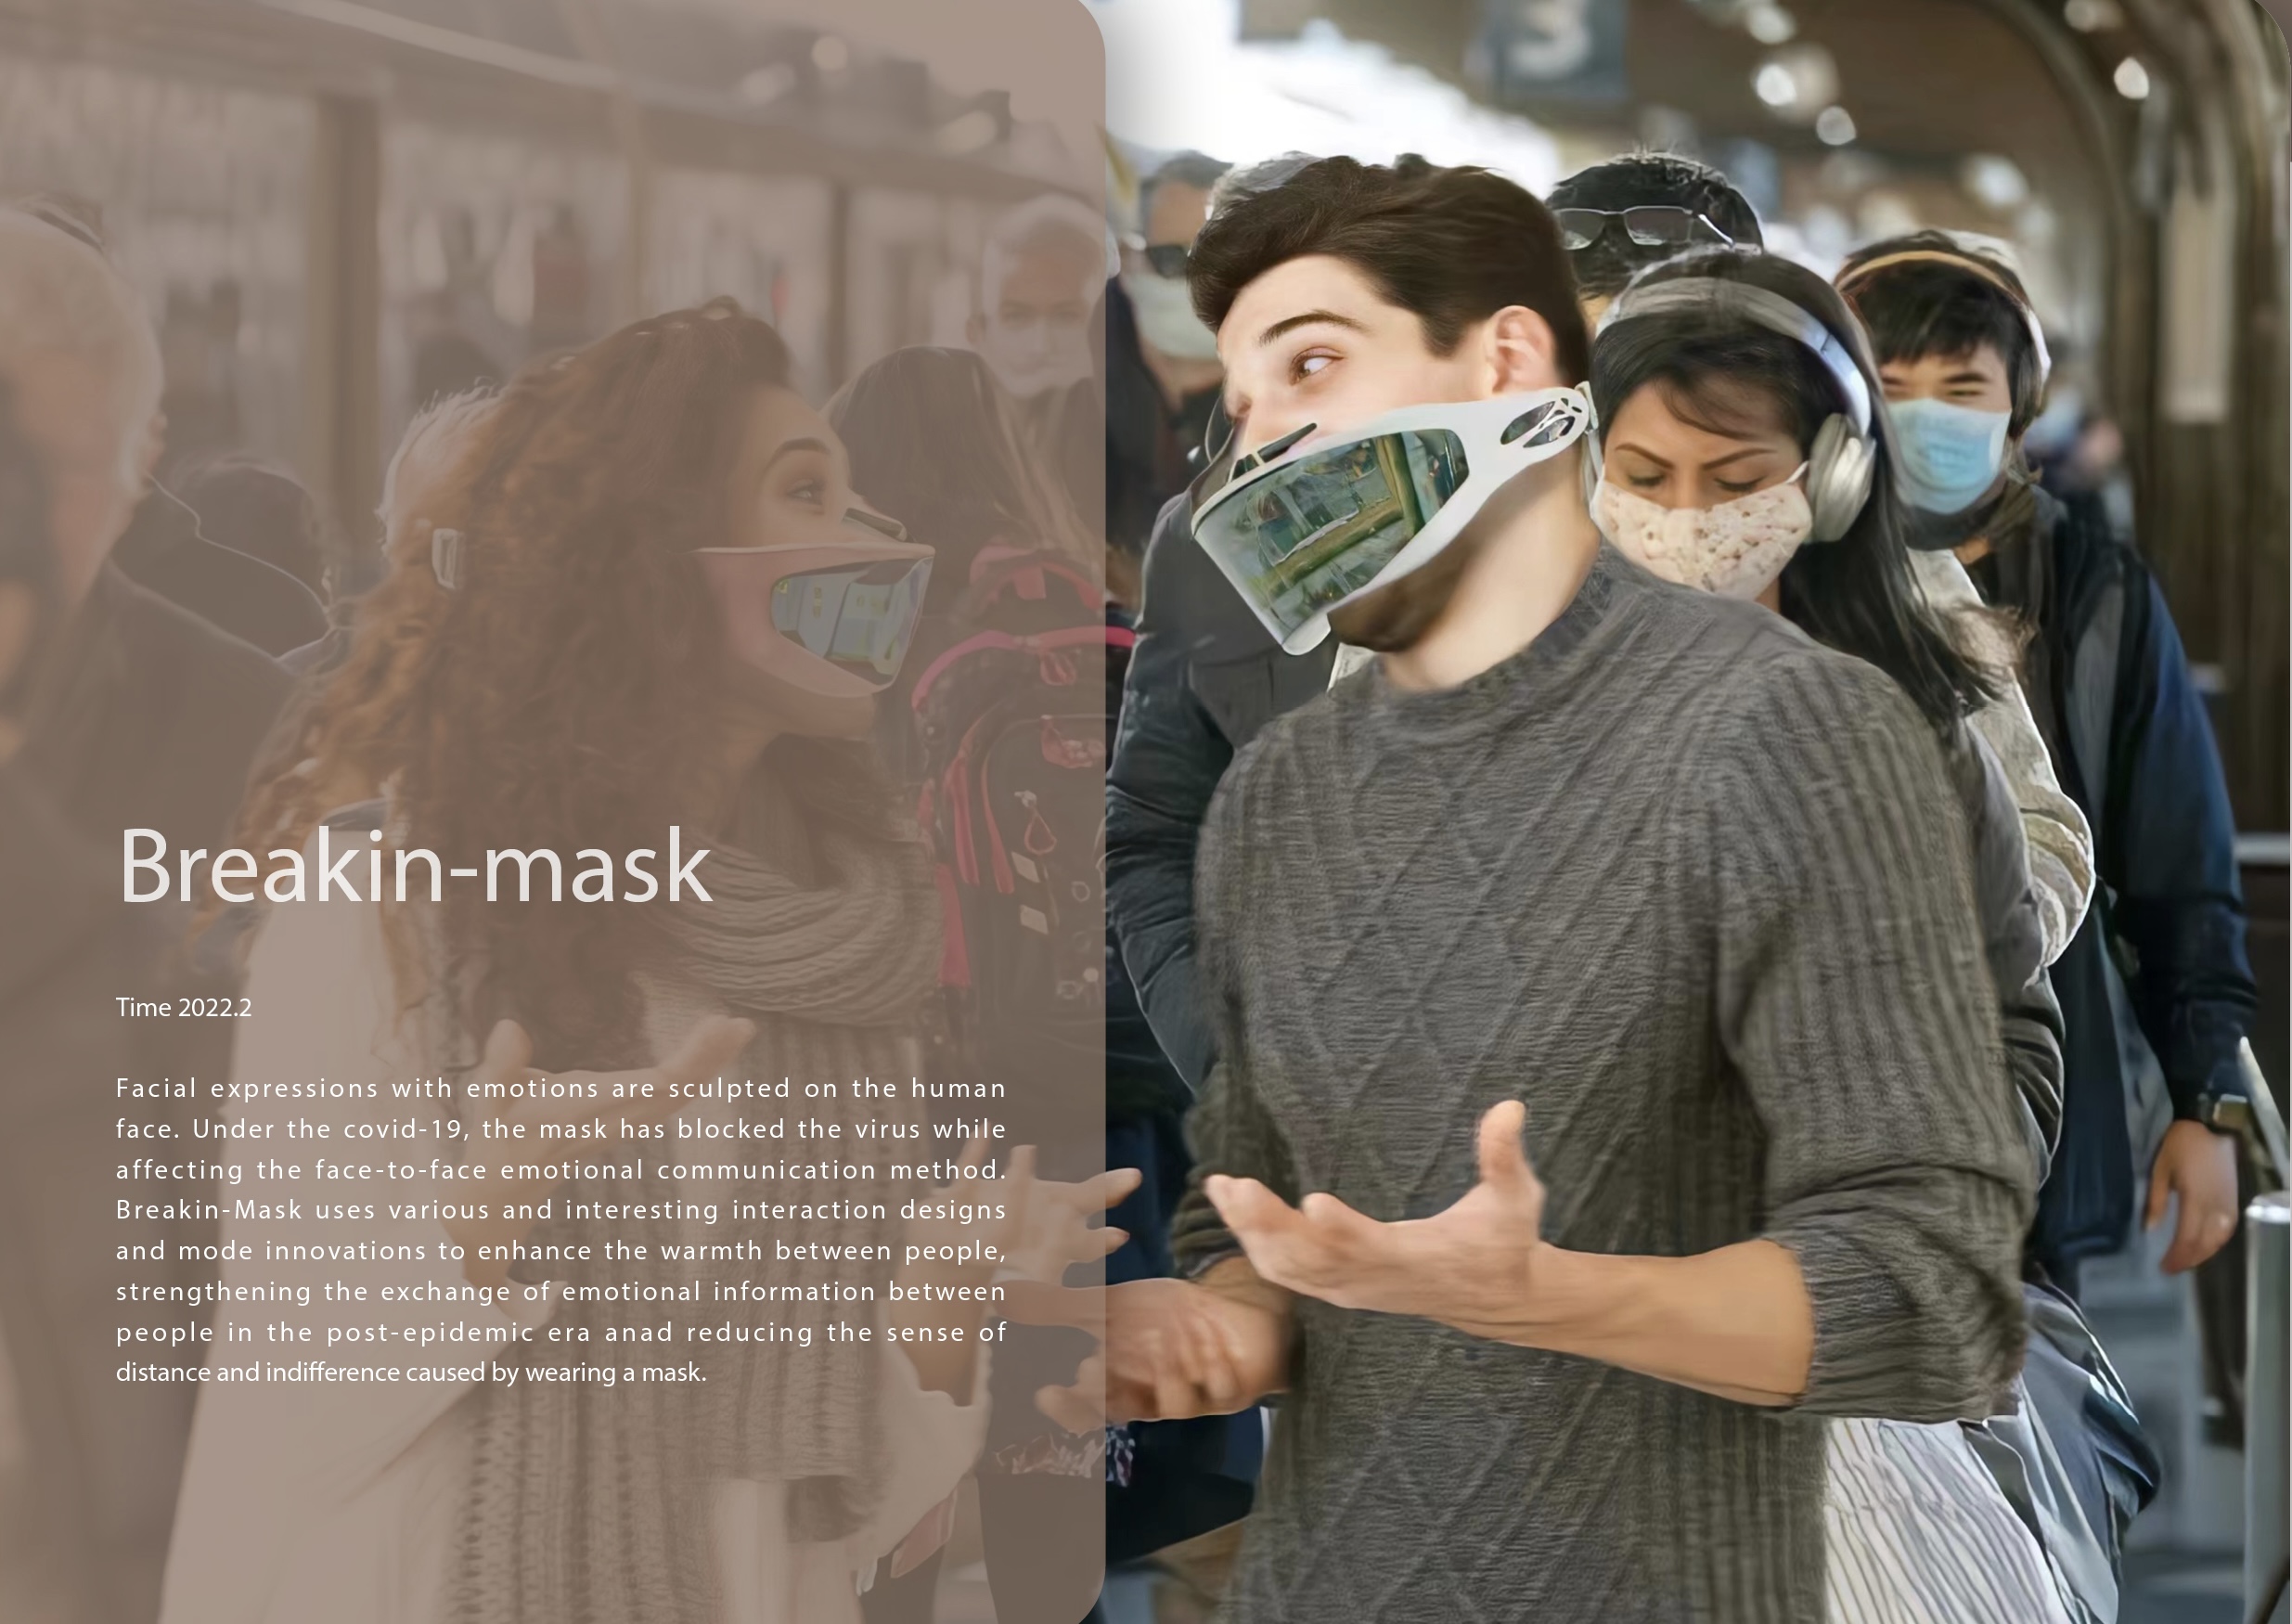 3
Breakin-mask
Time 2022.2
Facial expressions with emotions are sculpted on the human
face. Under the covid-19, the mask has blocked the virus while
affecting the face-to-face emotional communication method.
Breakin-Mask uses various and interesting interaction designs
and mode innovations to enhance the warmth between people,
strengthening the exchange of emotional information between
people in the post-epidemic era anad reducing the sense of
distance and indifference caused by wearing a mask.